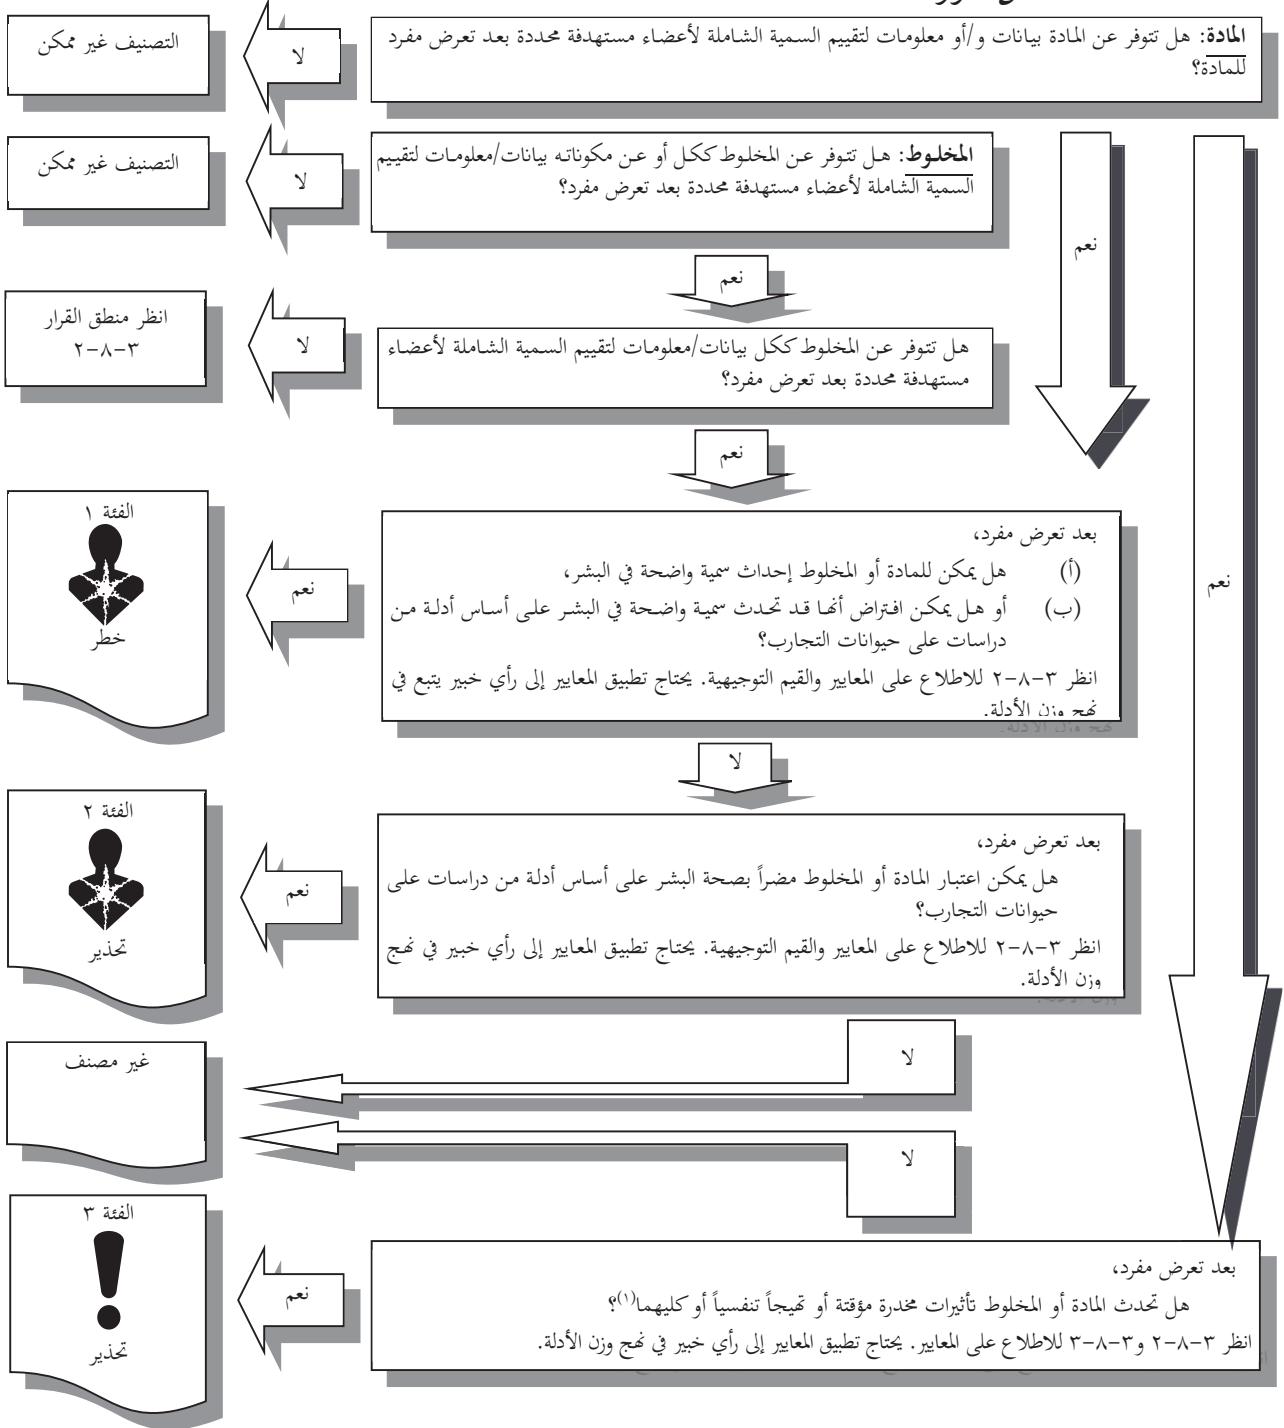 المادة: هل تتوفر عن المادة بيانات و/أو معلومات لتقييم السمية الشاملة لأعضاء مستهدفة محددة بعد تعرض مفرد
للمادة؟
لا
التصنيف غير ممكن
المخلوط: هل تتوفر عن المخلوط ككل أو عن مكوناته بيانات/معلومات لتقييم
السمية الشاملة لأعضاء مستهدفة محددة بعد تعرض مفرد؟
لا
التصنيف غير ممكن
نعم
نعم
نعم
هل تتوفر عن المخلوط ككل بيانات/معلومات لتقييم السمية الشاملة لأعضاء
مستهدفة محددة بعد تعرض مفرد؟
لا
انظر منطق القرار
٣-٨-٢
نعم
بعد تعرض مفرد،
(أ) هل يمكن للمادة أو المخلوط إحداث سمية واضحة في البشر،
(ب) أو هل يمكن افتراض أنها قد تحدث سمية واضحة في البشر على أساس أدلة من
دراسات على حيوانات التجارب؟
انظر ٣-٨-٢ للاطلاع على المعايير والقيم التوجيهية. يحتاج تطبيق المعايير إلى رأي خبير يتبع في
نهج وزن الأدلة.
نعم
الفئة ١
خطر
لا
بعد تعرض مفرد،
هل يمكن اعتبار المادة أو المخلوط مضراً بصحة البشر على أساس أدلة من دراسات على
حيوانات التجارب؟
انظر ٣-٨-٢ للاطلاع على المعايير والقيم التوجيهية. يحتاج تطبيق المعايير إلى رأي خبير في نهج
وزن الأدلة.
نعم
الفئة ٢
تحذير
لا
غير مصنف
لا
بعد تعرض مفرد،
هل تحدث المادة أو المخلوط تأثيرات مخدرة مؤقتة أو تهيجاً تنفسياً أو كليهما(١)؟
انظر ٣-٨-٢ و٣-٨-٣ للاطلاع على المعايير. يحتاج تطبيق المعايير إلى رأي خبير في نهج وزن الأدلة.
نعم
الفئة ٣
تحذير